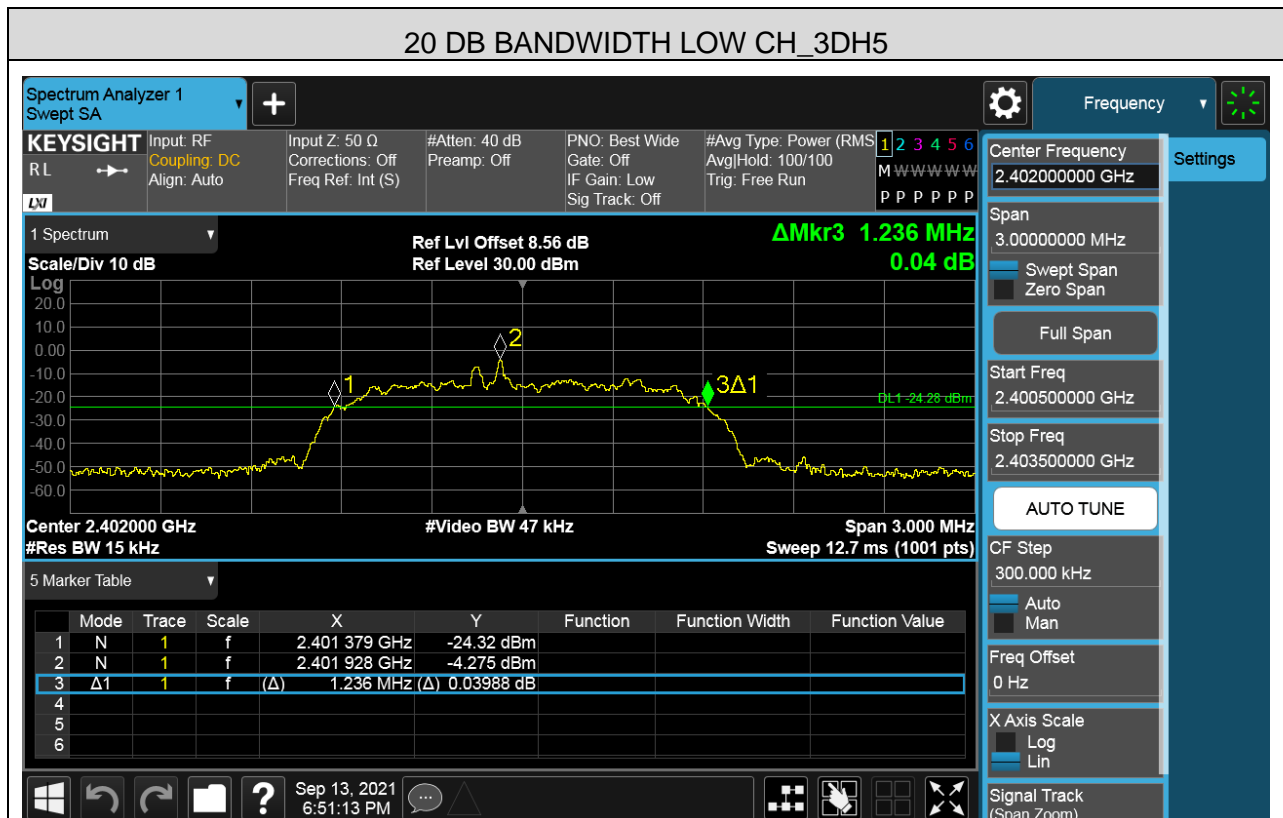 20 DB BANDWIDTH LOW CH_3DH5
Spectrum Analyzer 1
Swept SA
+
Frequency
KEYSIGHT
RL
LXI
Input: RF
Coupling: DC
Align: Auto
Input Z: 50 Ω
Corrections: Off
Freq Ref: Int (S)
#Atten: 40 dB
Preamp: Off
PNO: Best Wide
Gate: Off
IF Gain: Low
Sig Track: Off
#Avg Type: Power (RMS
Avg|Hold: 100/100
Trig: Free Run
1 2 3 4 5 6
M W W W W W
P P P P P P
1 Spectrum
Scale/Div 10 dB
Ref Lvl Offset 8.56 dB
Ref Level 30.00 dBm
ΔMkr3 1.236 MHz
0.04 dB
Log
20.0
10.0
0.00
-10.0
-20.0
-30.0
-40.0
-50.0
-60.0
1
2
3Δ1
DL1 -24.28 dBm
Center 2.402000 GHz
#Video BW 47 kHz
Span 3.000 MHz
#Res BW 15 kHz
Sweep 12.7 ms (1001 pts)
5 Marker Table
Mode Trace Scale X Y Function Function Width Function Value
1 N 1 f 2.401 379 GHz -24.32 dBm
2 N 1 f 2.401 928 GHz -4.275 dBm
3 Δ1 1 f (Δ) 1.236 MHz (Δ) 0.03988 dB
4
5
6
?
Sep 13, 2021
6:51:13 PM
Center Frequency
2.402000000 GHz
Settings
Span
3.00000000 MHz
Swept Span
Zero Span
Full Span
Start Freq
2.400500000 GHz
Stop Freq
2.403500000 GHz
AUTO TUNE
CF Step
300.000 kHz
Auto
Man
Freq Offset
0 Hz
X Axis Scale
Log
Lin
Signal Track
(Span Zoom)